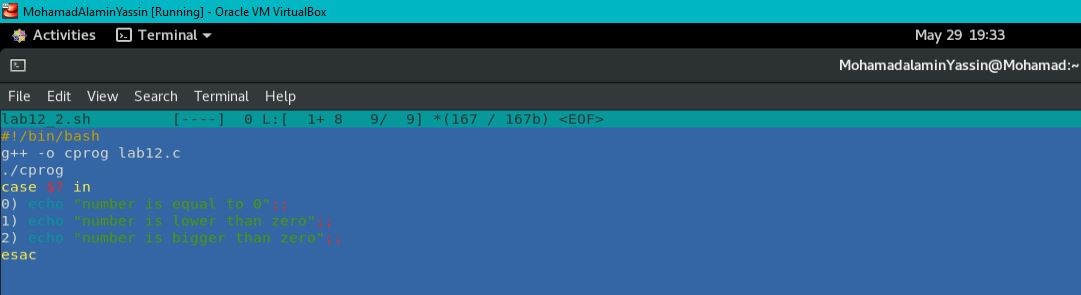 MohamadAlaminYassin [Running] - Oracle VM VirtualBox
Activities Terminal May 29 19:33
MohamadalaminYassin@Mohamad:~
File Edit View Search Terminal Help
lab12_2.sh [----] 0 L:[ 1+ 8 9/ 9] *(167 / 167b) <EOF>
#!/bin/bash
g++ -o cprog lab12.c
./cprog
case $? in
0) echo "number is equal to 0";;
1) echo "number is lower than zero";;
2) echo "number is bigger than zero";;
esac